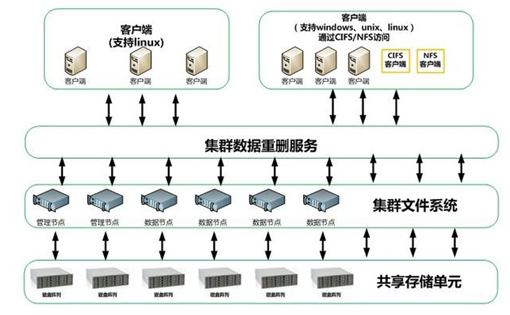 客户端
(支持linux)
客户端
客户端
客户端
客户端
(支持windows、unix、linux)
通过CIFS/NFS访问
客户端
客户端
客户端
CIFS
客户端
NFS
客户端
集群数据重删服务
管理节点
管理节点
数据节点
数据节点
数据节点
数据节点
集群文件系统
磁盘阵列
磁盘阵列
磁盘阵列
磁盘阵列
磁盘阵列
磁盘阵列
共享存储单元